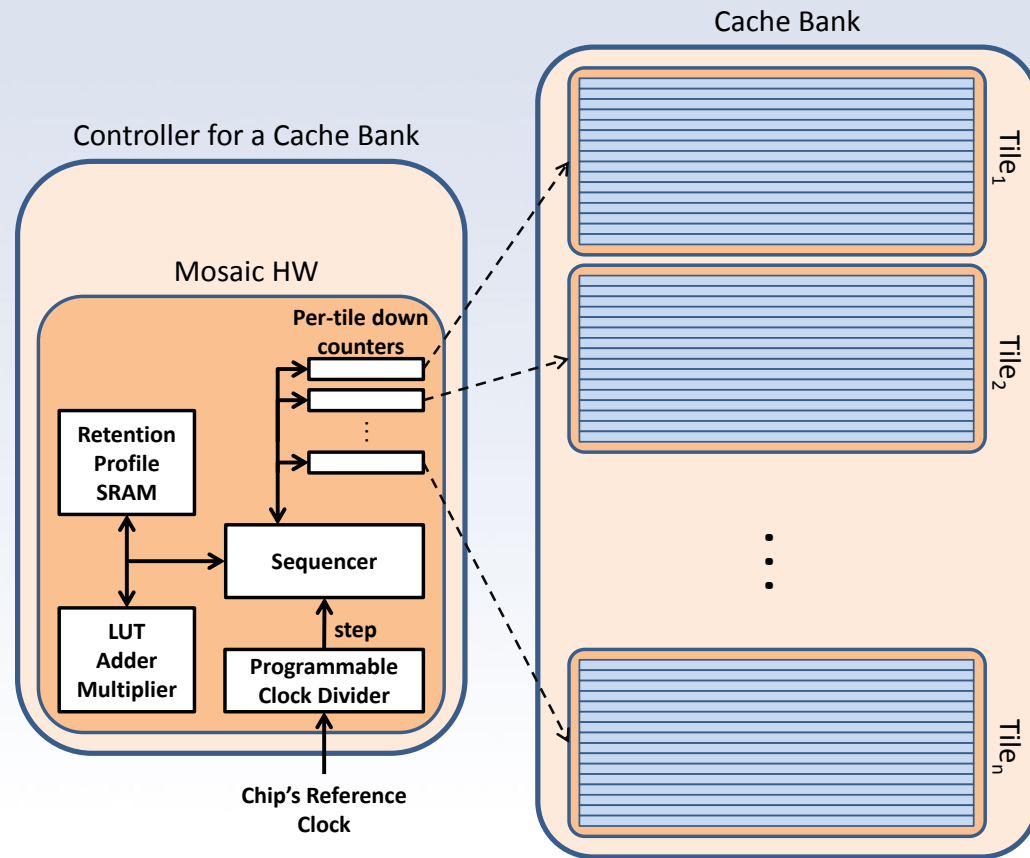 Cache Bank
Controller for a Cache Bank
Tile1
Mosaic HW
Per-tile down
counters
Tile2
...
Retention
Profile
SRAM
Sequencer
...
step
LUT
Adder
Multiplier
Programmable
Clock Divider
Tilen
Chip's Reference
Clock